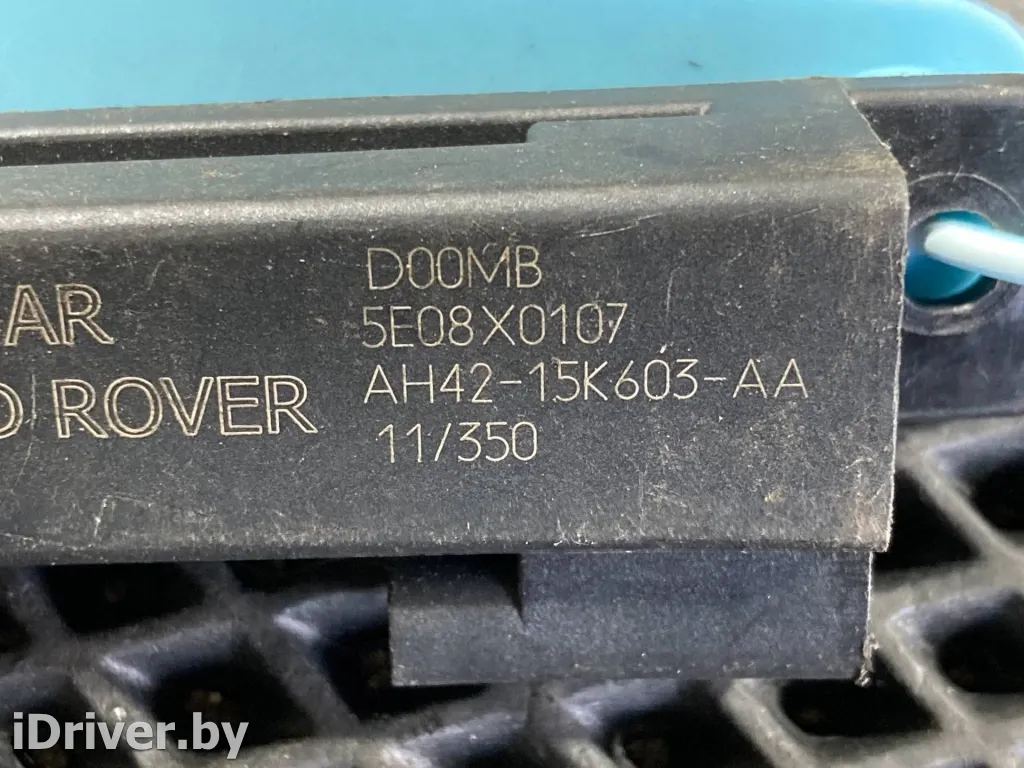 AR
ROVER
D00MB
5E08X0107
AH42-15K603-AA
11/350
iDriver.by